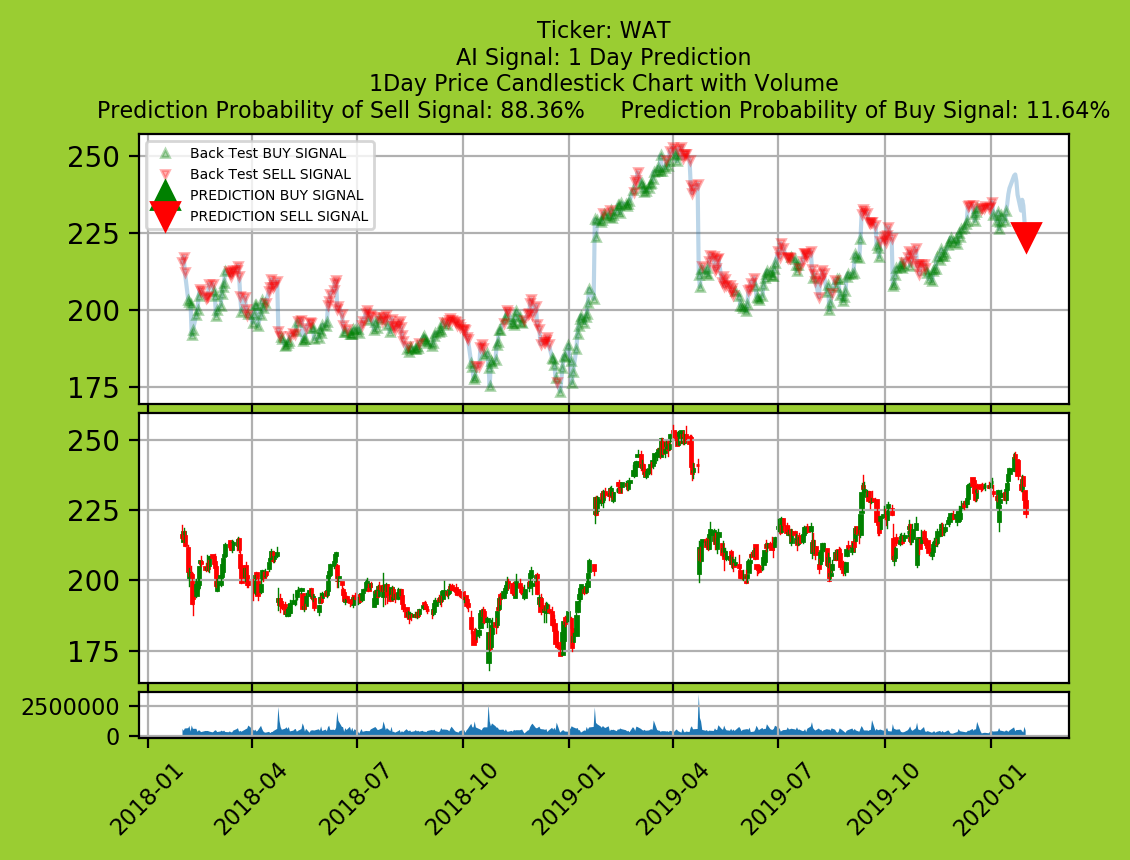 Ticker: WAT
AI Signal: 1 Day Prediction
1Day Price Candlestick Chart with Volume
Prediction Probability of Sell Signal: 88.36%     Prediction Probability of Buy Signal: 11.64%
Back Test BUY SIGNAL
Back Test SELL SIGNAL
PREDICTION BUY SIGNAL
PREDICTION SELL SIGNAL
250
225
200
175
250
225
200
175
2500000
0
2018-01 2018-04 2018-07 2018-10 2019-01 2019-04 2019-07 2019-10 2020-01